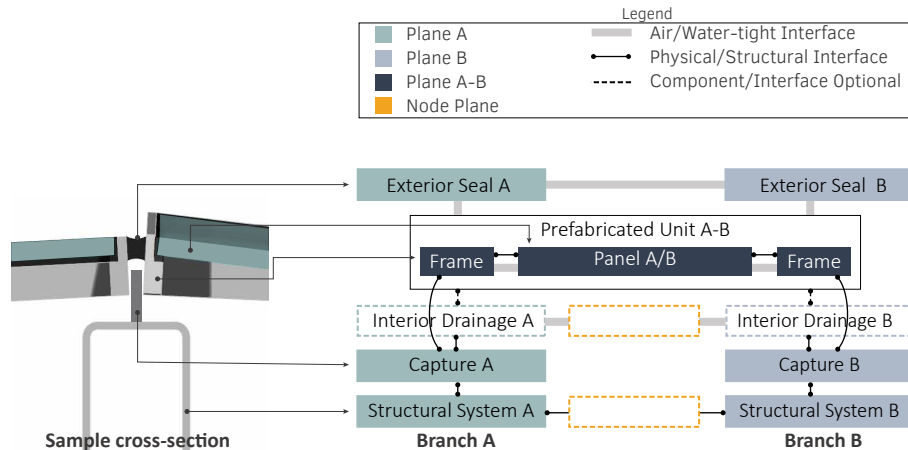 Legend
Plane A
Plane B
Plane A-B
Node Plane
Air/Water-tight Interface
Physical/Structural Interface
Component/Interface Optional
Exterior Seal A
Exterior Seal B
Prefabricated Unit A-B
Frame
Panel A/B
Frame
Interior Drainage A
Interior Drainage B
Capture A
Capture B
Structural System A
Structural System B
Sample cross-section
Branch A
Branch B